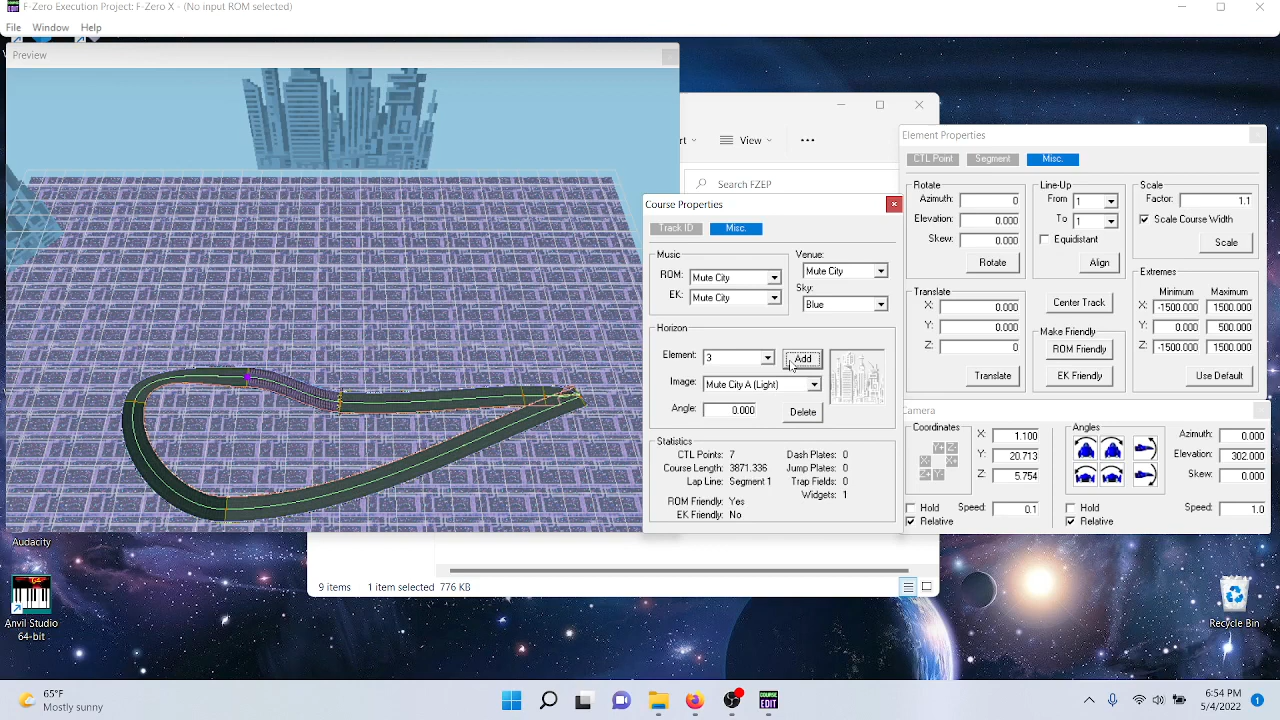 F-Zero Execution Project: F-Zero X - (No input ROM selected)
File Window Help
Preview
View
Search FZEP
Course Properties
Track ID Misc.
Music
ROM: Mute City
EK: Mute City
Venue:
Mute City
Sky:
Blue
Horizon
Element: 3 Add
Image: Mute City A (Light)
Angle: 0.000 Delete
Statistics
CTL Points: 7 Dash Plates: 0
Course Length: 3871.336 Jump Plates: 0
Lap Line: Segment 1 Trap Fields: 0
Widgets: 1
ROM Friendly: Yes
EK Friendly: No
Element Properties
CTL Point Segment Misc.
Rotate
Azimuth: 0
Elevation: 0.000
Skew: 0.000
Rotate
Line-Up
From 1
To 1
Equidistant
Align
Scale
Factor: 1.1
Scale Course Width
Scale
Translate
X: 0.000
Y: 0.000
Z: 0
Translate
Center Track
Make Friendly
ROM Friendly
EK Friendly
Extremes
Minimum Maximum
X: -1500.000 1500.000
Y: 0.000 500.000
Z: -1500.000 1500.000
Use Default
Camera
Coordinates
Y+ Z-
X- X+
Z+ Y-
X: 1.100
Y: 20.713
Z: 5.754
Hold
Relative
Speed: 0.1
Angles
Azimuth: 0.000
Elevation: 302.000
Skew: 0.000
Hold
Relative
Speed: 1.0
9 items 1 item selected 776 KB
Audacity
Anvil Studio
64-bit
Recycle Bin
65°F
Mostly sunny
COURSE
EDIT
6:54 PM
5/4/2022
1